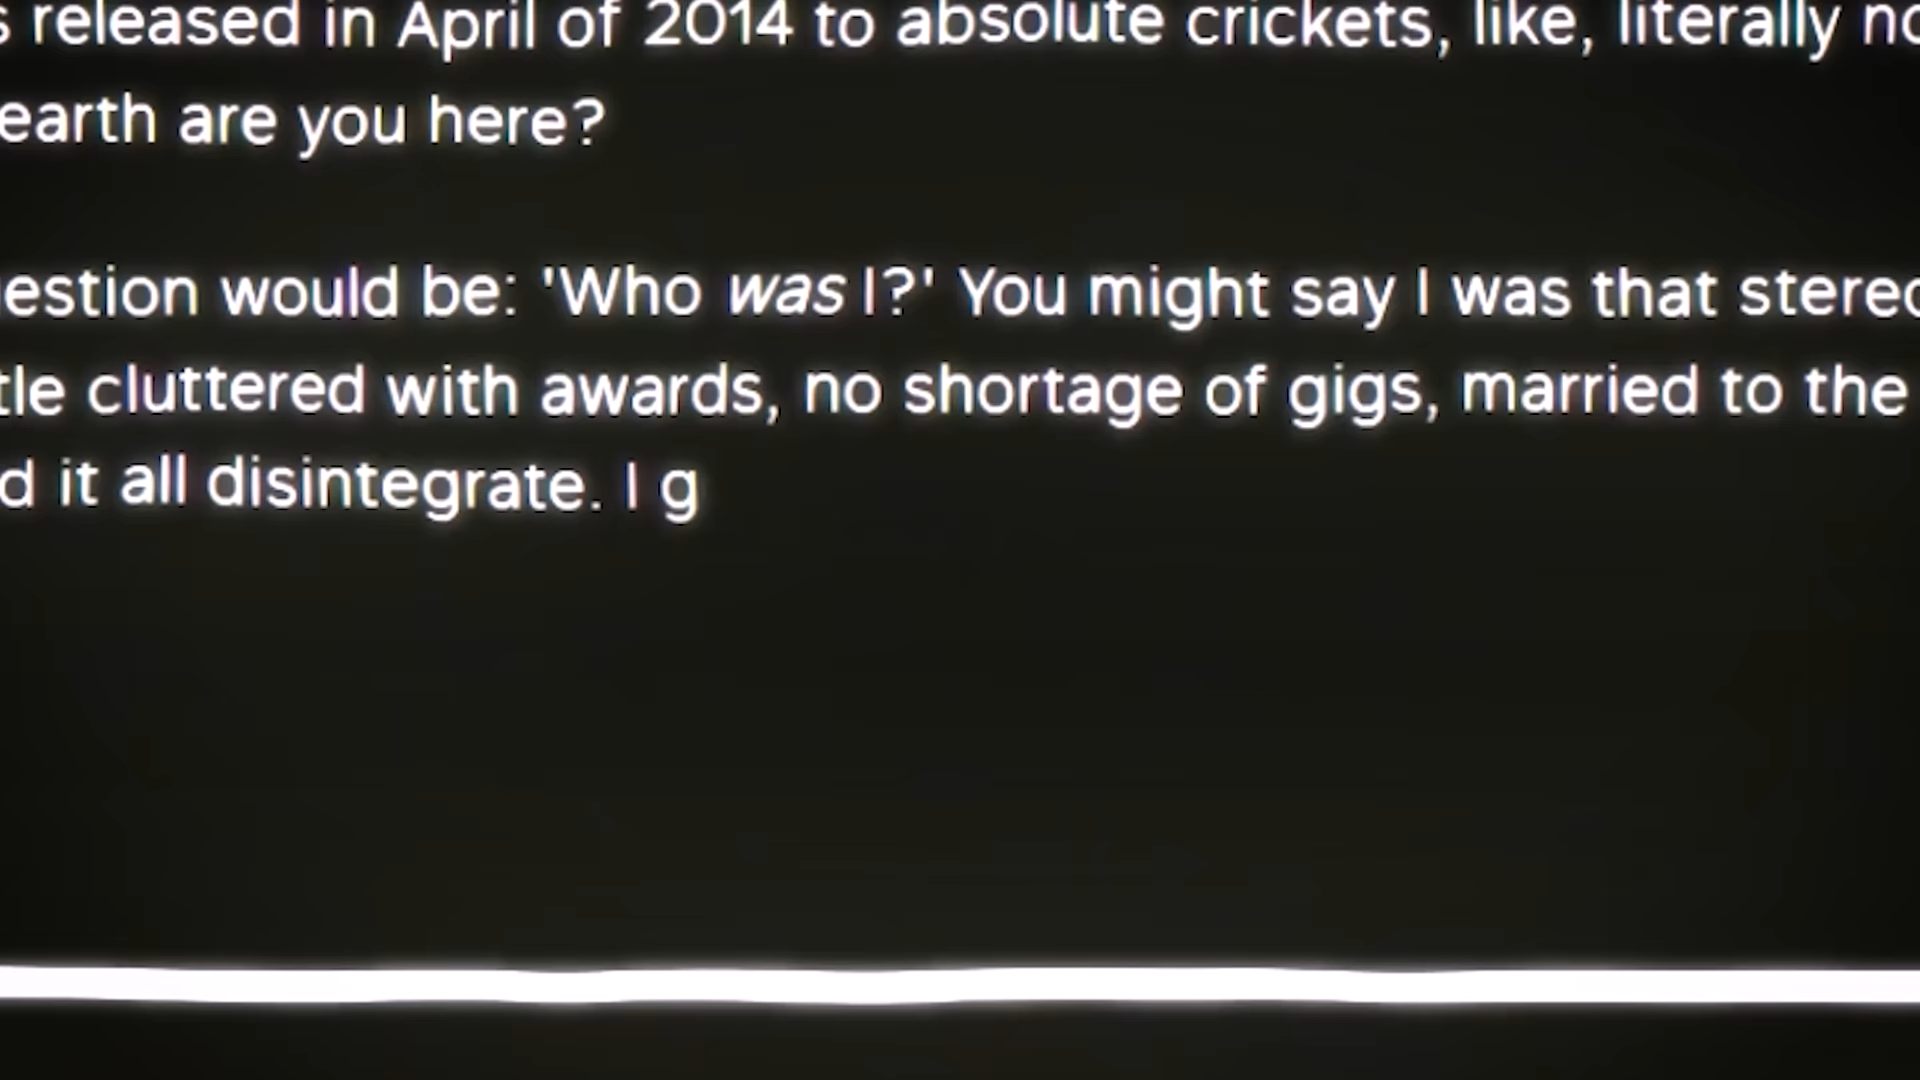 s released in April of 2014 to absolute crickets, like, literally no
earth are you here?
estion would be: 'Who was I?' You might say I was that stereo
tle cluttered with awards, no shortage of gigs, married to the
d it all disintegrate. I g